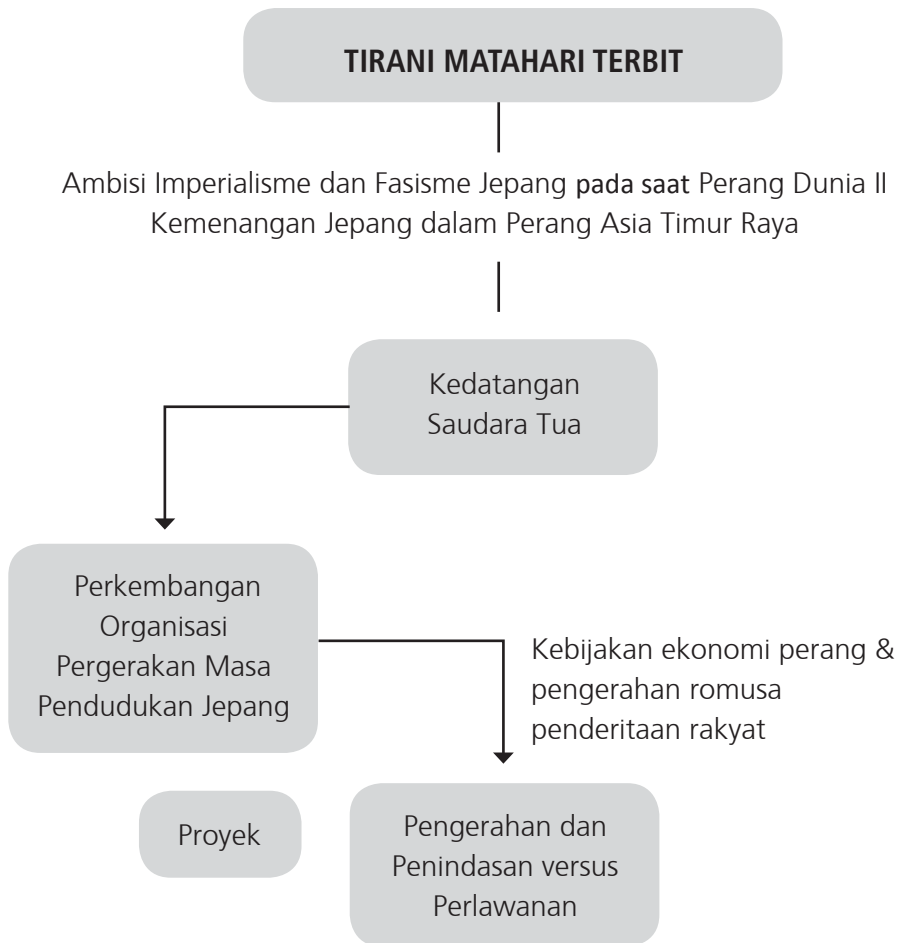 TIRANI MATAHARI TERBIT
Ambisi Imperialisme dan Fasisme Jepang pada saat Perang Dunia II
Kemenangan Jepang dalam Perang Asia Timur Raya
Kedatangan
Saudara Tua
Perkembangan
Organisasi
Pergerakan Masa
Pendudukan Jepang
Kebijakan ekonomi perang &
pengerahan romusa
penderitaan rakyat
Proyek
Pengerahan dan
Penindasan versus
Perlawanan